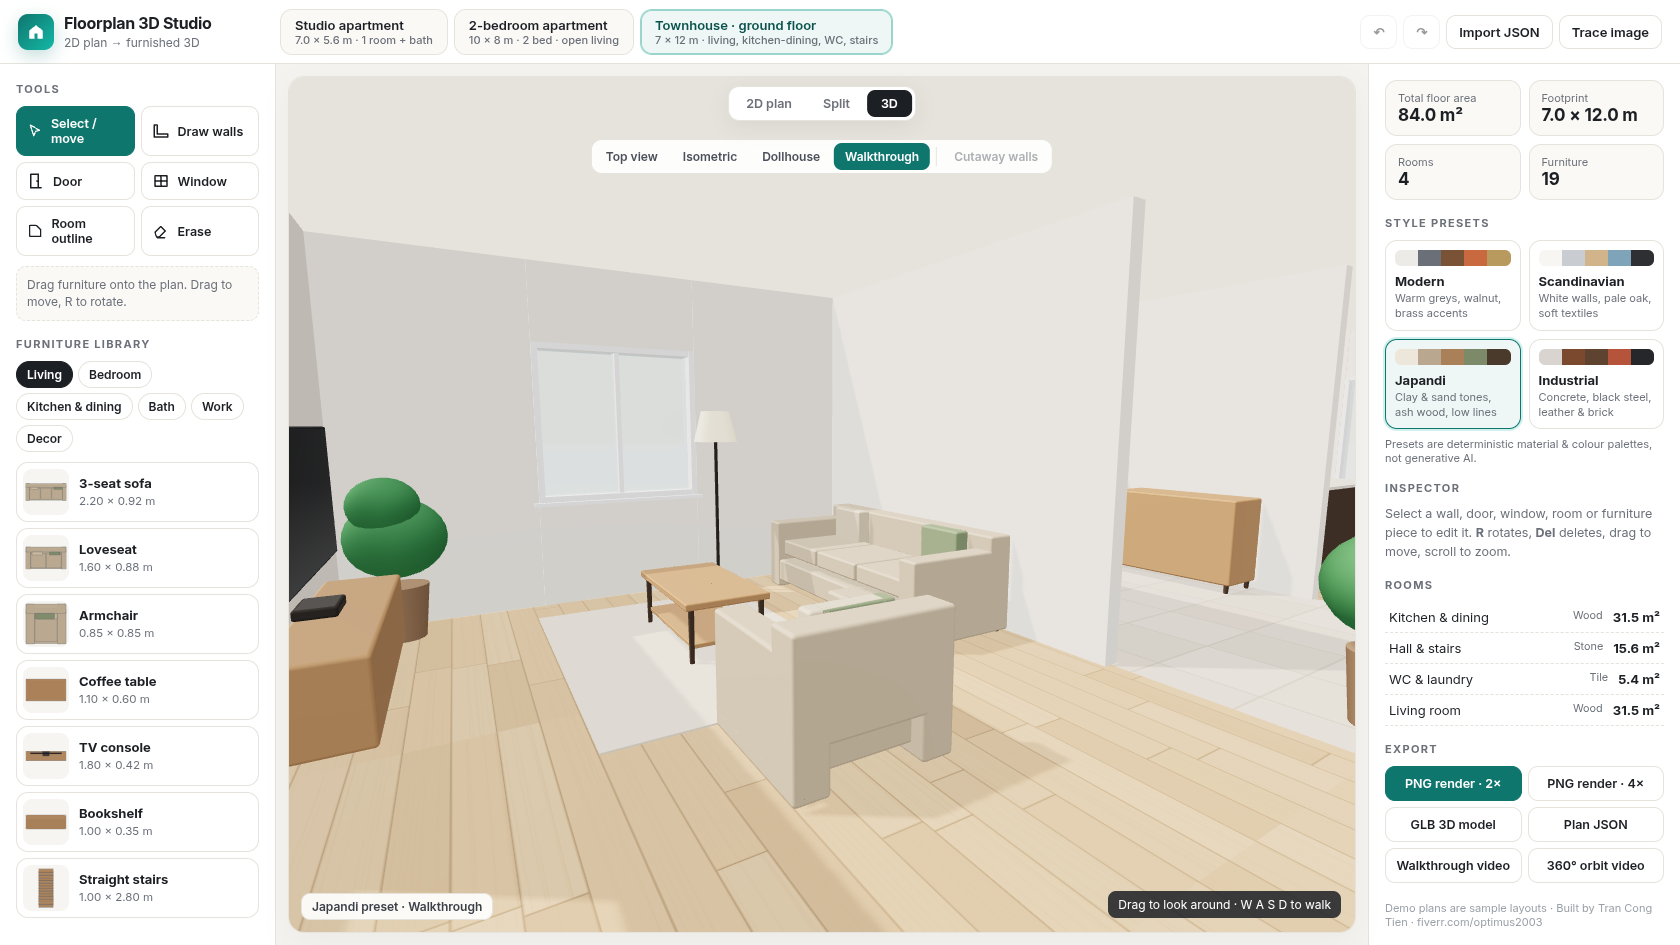 Floorplan 3D Studio
2D plan → furnished 3D
Studio apartment
7.0 × 5.6 m · 1 room + bath
2-bedroom apartment
10 × 8 m · 2 bed · open living
Townhouse · ground floor
7 × 12 m · living, kitchen-dining, WC, stairs
↶
↷
Import JSON
Trace image
TOOLS
Select /
move
Draw walls
Door
Window
Room
outline
Erase
Drag furniture onto the plan. Drag to
move, R to rotate.
FURNITURE LIBRARY
Living
Bedroom
Kitchen & dining
Bath
Work
Decor
3-seat sofa
2.20 × 0.92 m
Loveseat
1.60 × 0.88 m
Armchair
0.85 × 0.85 m
Coffee table
1.10 × 0.60 m
TV console
1.80 × 0.42 m
Bookshelf
1.00 × 0.35 m
Straight stairs
1.00 × 2.80 m
2D plan
Split
3D
Top view
Isometric
Dollhouse
Walkthrough
Cutaway walls
Japandi preset · Walkthrough
Drag to look around · W A S D to walk
Total floor area
84.0 m²
Footprint
7.0 × 12.0 m
Rooms
4
Furniture
19
STYLE PRESETS
Modern
Warm greys, walnut,
brass accents
Scandinavian
White walls, pale oak,
soft textiles
Japandi
Clay & sand tones,
ash wood, low lines
Industrial
Concrete, black steel,
leather & brick
Presets are deterministic material & colour palettes,
not generative AI.
INSPECTOR
Select a wall, door, window, room or furniture
piece to edit it. R rotates, Del deletes, drag to
move, scroll to zoom.
ROOMS
Kitchen & dining Wood 31.5 m²
Hall & stairs Stone 15.6 m²
WC & laundry Tile 5.4 m²
Living room Wood 31.5 m²
EXPORT
PNG render · 2×
PNG render · 4×
GLB 3D model
Plan JSON
Walkthrough video
360° orbit video
Demo plans are sample layouts · Built by Tran Cong
Tien · fiverr.com/optimus2003